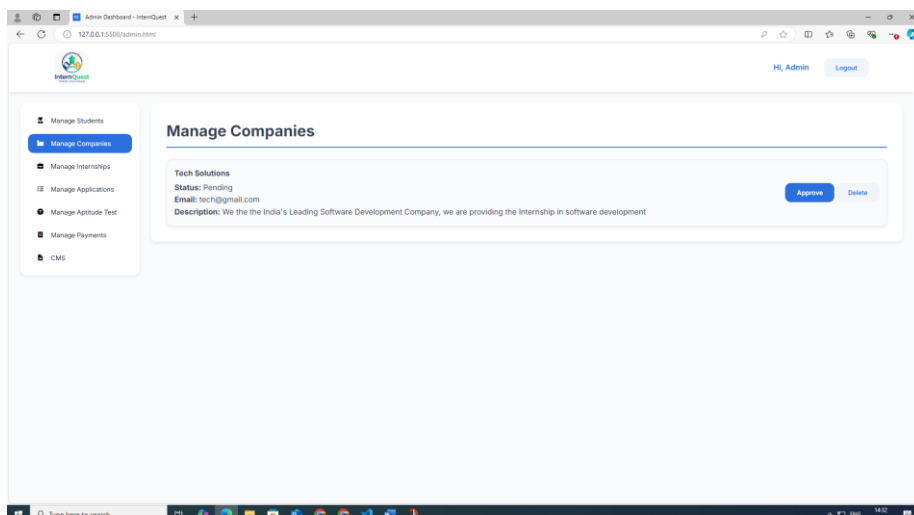 Admin Dashboard - InternQuest
127.0.0.1:5500/admin.html
InternQuest
Hi, Admin
Logout
Manage Students
Manage Companies
Manage Internships
Manage Applications
Manage Aptitude Test
Manage Payments
CMS
Manage Companies
Tech Solutions
Status: Pending
Email: tech@gmail.com
Description: We the the India's Leading Software Development Company, we are providing the Internship in software development
Approve
Delete
Type here to search
ENG
14:32